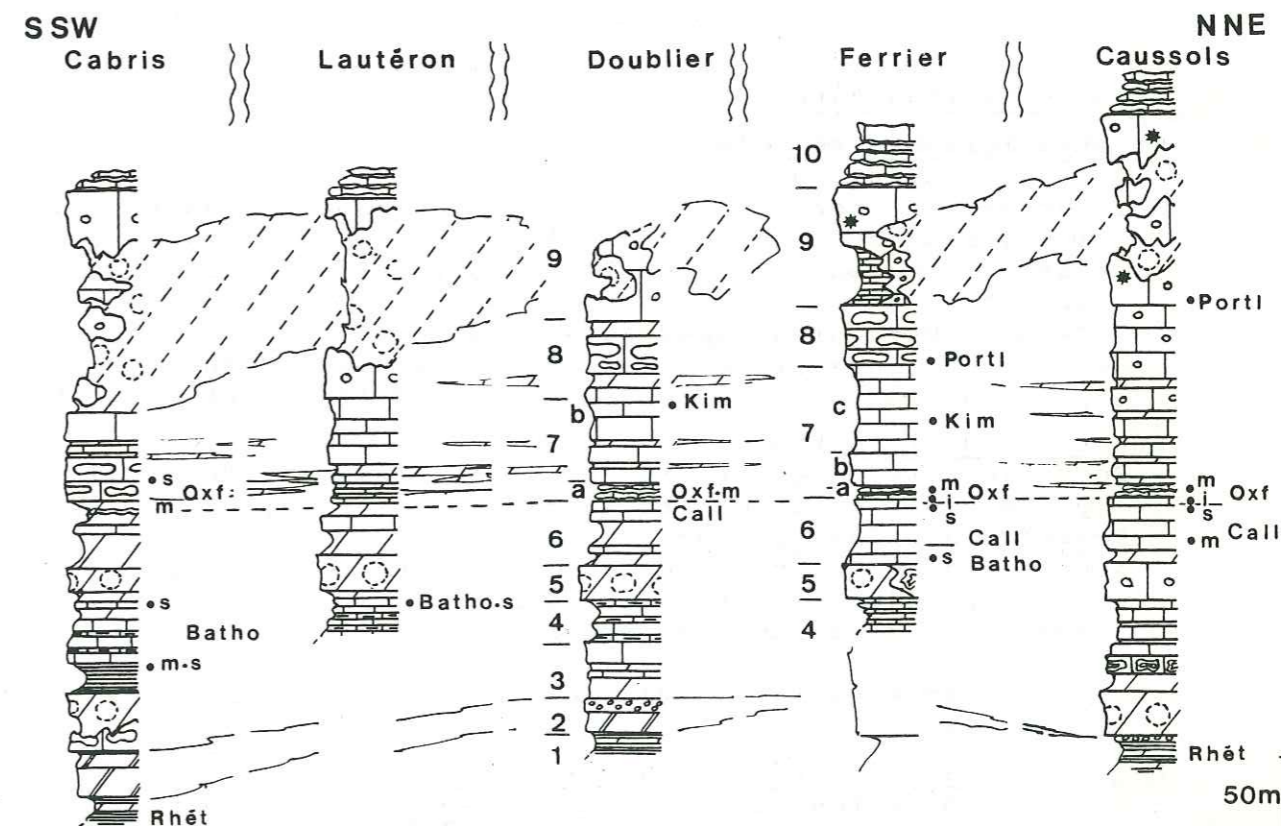 SSW
NNE
Cabris Lautéron Doublier Ferrier Caussols
10
9 9
Portl
8 8
Portl
b Kim c Kim
7 7
b
s
Oxf
m
a Oxf.m
Call
a m Oxf
i
s
m Oxf
i
s
6 6
Call
s Batho
m Call
5 5
s
Batho
m.s
Batho.s
4 4
3
2
1
Rhét
Rhét
50m